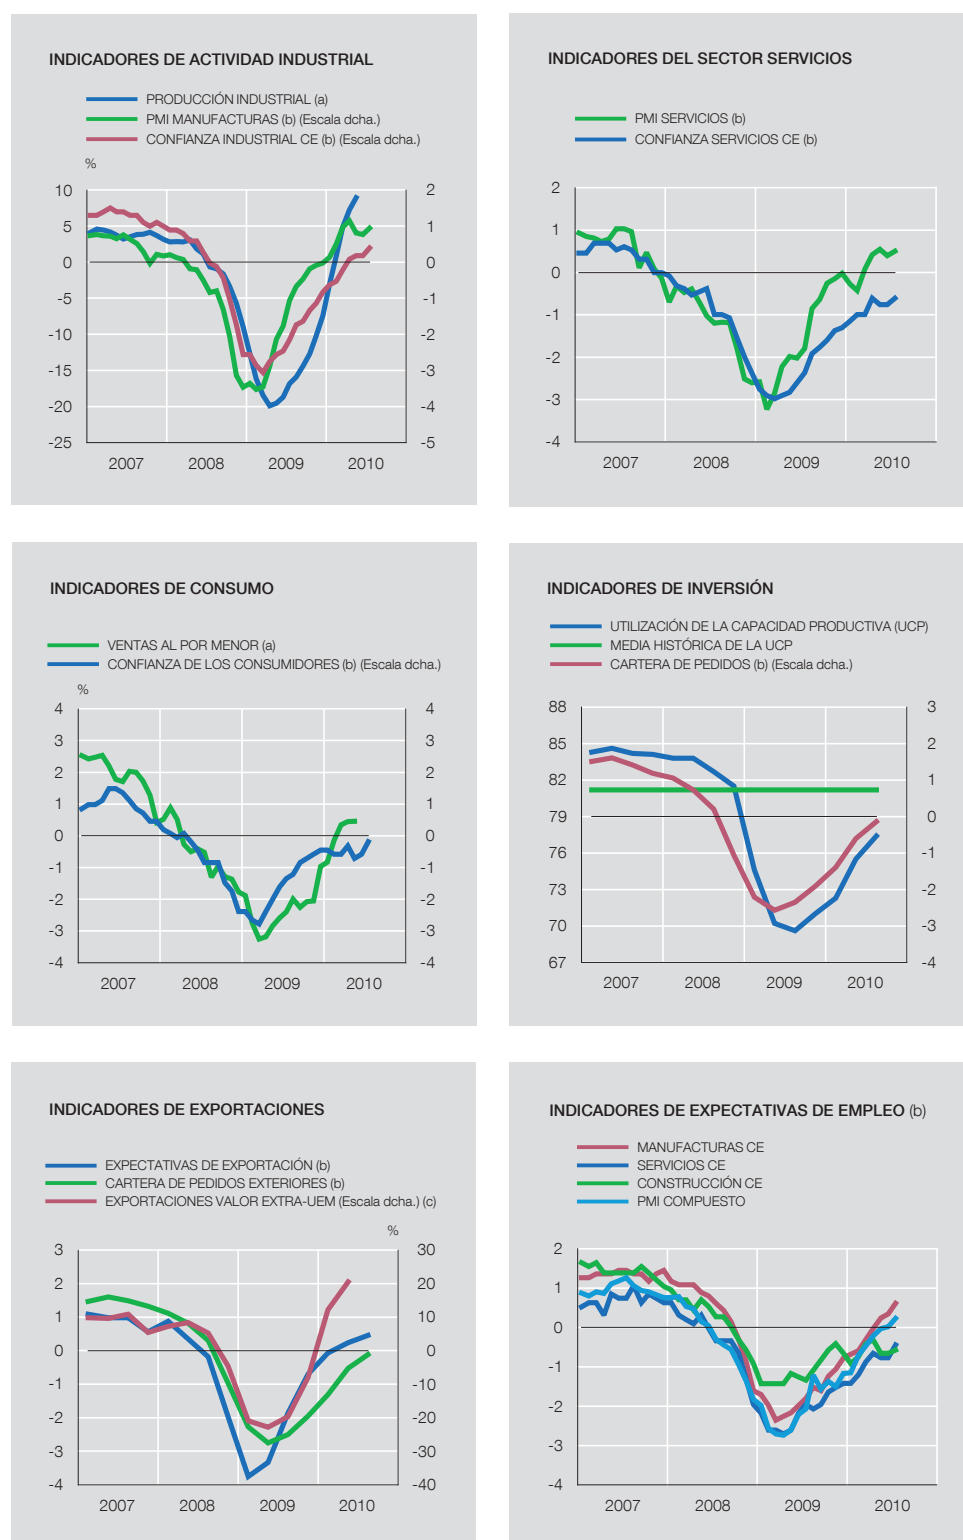 INDICADORES DE ACTIVIDAD INDUSTRIAL
PRODUCCIÓN INDUSTRIAL (a)
PMI MANUFACTURAS (b) (Escala dcha.)
CONFIANZA INDUSTRIAL CE (b) (Escala dcha.)
%
10 2
5 1
0 0
-5 -1
-10 -2
-15 -3
-20 -4
-25 -5
2007 2008 2009 2010
INDICADORES DEL SECTOR SERVICIOS
PMI SERVICIOS (b)
CONFIANZA SERVICIOS CE (b)
2
1
0
-1
-2
-3
-4
2007 2008 2009 2010
INDICADORES DE CONSUMO
VENTAS AL POR MENOR (a)
CONFIANZA DE LOS CONSUMIDORES (b) (Escala dcha.)
%
4 4
3 3
2 2
1 1
0 0
-1 -1
-2 -2
-3 -3
-4 -4
2007 2008 2009 2010
INDICADORES DE INVERSIÓN
UTILIZACIÓN DE LA CAPACIDAD PRODUCTIVA (UCP)
MEDIA HISTÓRICA DE LA UCP
CARTERA DE PEDIDOS (b) (Escala dcha.)
88 3
85 2
82 1
79 0
76 -1
73 -2
70 -3
67 -4
2007 2008 2009 2010
INDICADORES DE EXPORTACIONES
EXPECTATIVAS DE EXPORTACIÓN (b)
CARTERA DE PEDIDOS EXTERIORES (b)
EXPORTACIONES VALOR EXTRA-UEM (Escala dcha.) (c)
%
3 30
2 20
1 10
0 0
-1 -10
-2 -20
-3 -30
-4 -40
2007 2008 2009 2010
INDICADORES DE EXPECTATIVAS DE EMPLEO (b)
MANUFACTURAS CE
SERVICIOS CE
CONSTRUCCIÓN CE
PMI COMPUESTO
2
1
0
-1
-2
-3
-4
2007 2008 2009 2010